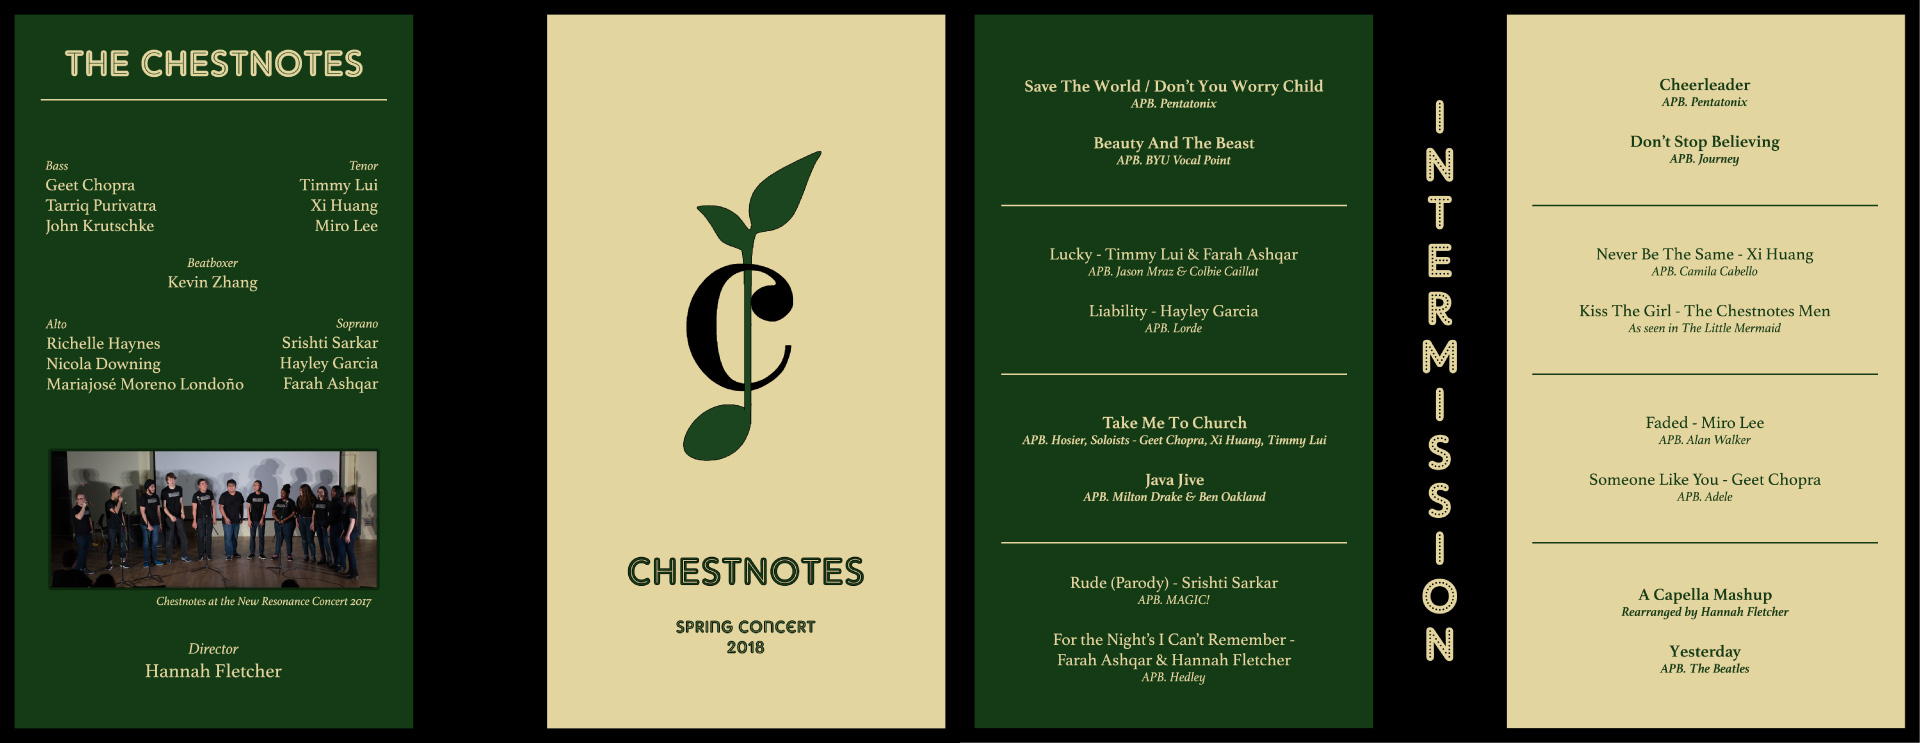 THE CHESTNOTES
Bass
Geet Chopra
Tarriq Purivatra
John Krutschke
Tenor
Timmy Lui
Xi Huang
Miro Lee
Beatboxer
Kevin Zhang
Alto
Richelle Haynes
Nicola Downing
Mariajosé Moreno Londoño
Soprano
Srishti Sarkar
Hayley Garcia
Farah Ashqar
Chestnotes at the New Resonance Concert 2017
Director
Hannah Fletcher
C
CHESTNOTES
SPRING CONCERT
2018
Save The World / Don't You Worry Child
APB. Pentatonix
Beauty And The Beast
APB. BYU Vocal Point
Lucky - Timmy Lui & Farah Ashqar
APB. Jason Mraz & Colbie Caillat
Liability - Hayley Garcia
APB. Lorde
Take Me To Church
APB. Hosier, Soloists - Geet Chopra, Xi Huang, Timmy Lui
Java Jive
APB. Milton Drake & Ben Oakland
Rude (Parody) - Srishti Sarkar
APB. MAGIC!
For the Night's I Can't Remember -
Farah Ashqar & Hannah Fletcher
APB. Hedley
INTERMISSION
Cheerleader
APB. Pentatonix
Don't Stop Believing
APB. Journey
Never Be The Same - Xi Huang
APB. Camila Cabello
Kiss The Girl - The Chestnotes Men
As seen in The Little Mermaid
Faded - Miro Lee
APB. Alan Walker
Someone Like You - Geet Chopra
APB. Adele
A Capella Mashup
Rearranged by Hannah Fletcher
Yesterday
APB. The Beatles